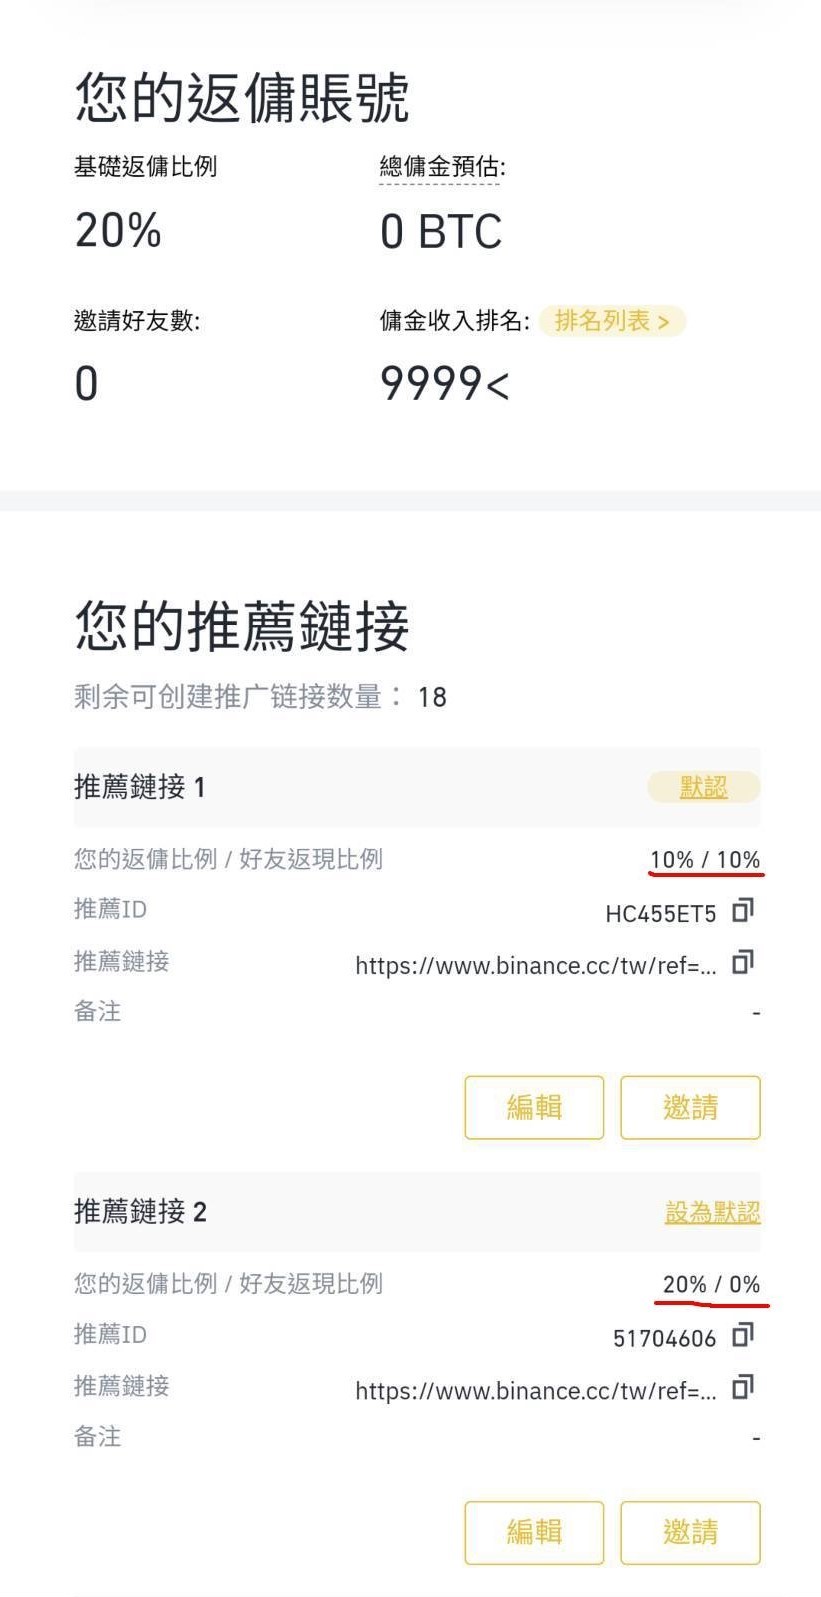 您的返傭賬號
基礎返傭比例
總傭金預估:
20%
0 BTC
邀請好友數:
傭金收入排名: 排名列表 >
0
9999<
您的推薦鏈接
剩余可创建推广链接数量： 18
推薦鏈接 1
默認
您的返傭比例 / 好友返現比例
10% / 10%
推薦ID
HC455ET5
推薦鏈接
https://www.binance.cc/tw/ref=...
备注
-
編輯
邀請
推薦鏈接 2
設為默認
您的返傭比例 / 好友返現比例
20% / 0%
推薦ID
51704606
推薦鏈接
https://www.binance.cc/tw/ref=...
备注
-
編輯
邀請